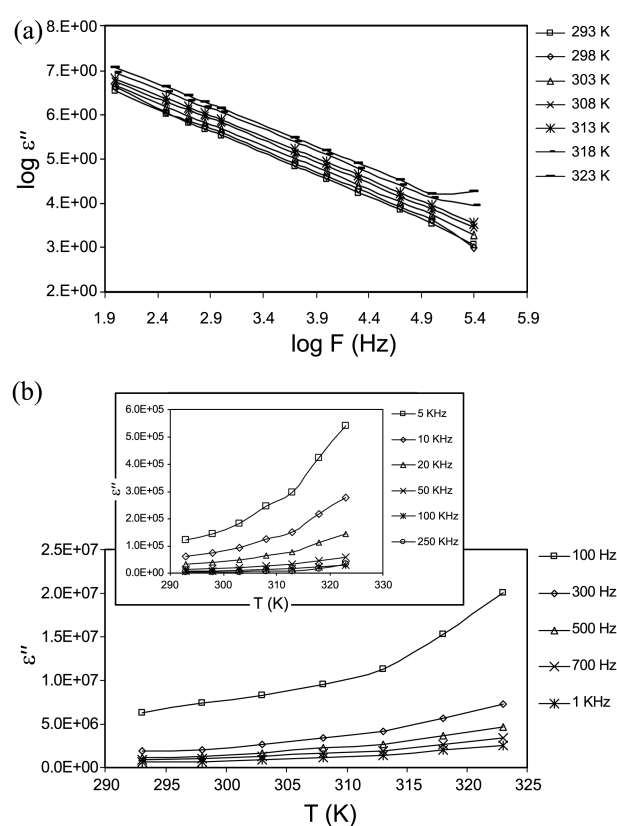 (a)
8.E+00
7.E+00
6.E+00
5.E+00
4.E+00
3.E+00
2.E+00
log ε″
1.9 2.4 2.9 3.4 3.9 4.4 4.9 5.4 5.9
log F (Hz)
293 K
298 K
303 K
308 K
313 K
318 K
323 K
(b)
6.0E+05
5.0E+05
4.0E+05
3.0E+05
2.0E+05
1.0E+05
0.0E+00
ε″
290 300 310 320 330
T (K)
5 KHz
10 KHz
20 KHz
50 KHz
100 KHz
250 KHz
2.5E+07
2.0E+07
1.5E+07
1.0E+07
5.0E+06
0.0E+00
ε″
290 295 300 305 310 315 320 325
T (K)
100 Hz
300 Hz
500 Hz
700 Hz
1 KHz